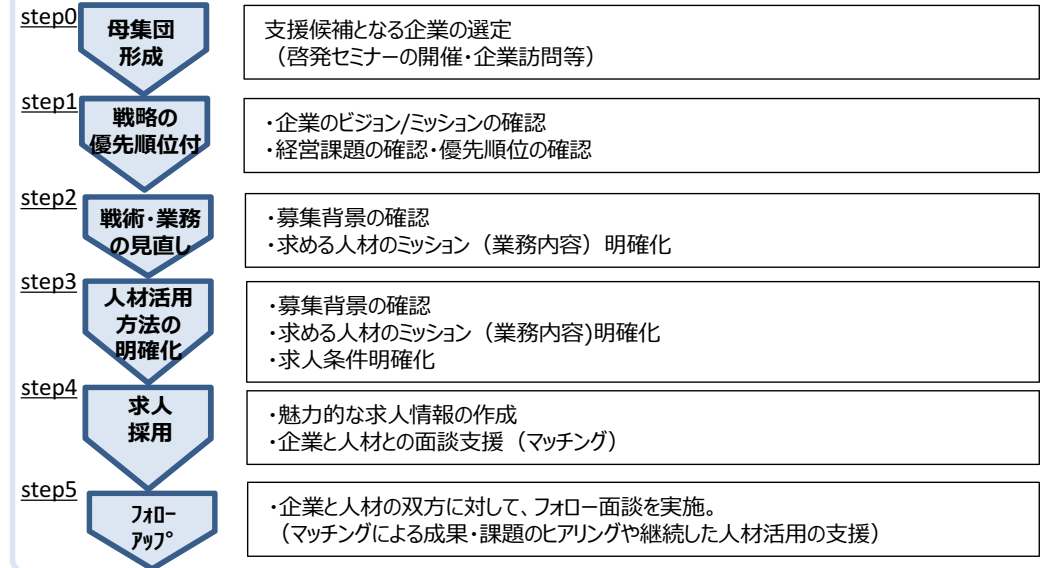 step0
母集団
形成
支援候補となる企業の選定
（啓発セミナーの開催・企業訪問等）
step1
戦略の
優先順位付
・企業のビジョン/ミッションの確認
・経営課題の確認・優先順位の確認
step2
戦術・業務
の見直し
・募集背景の確認
・求める人材のミッション（業務内容）明確化
step3
人材活用
方法の
明確化
・募集背景の確認
・求める人材のミッション（業務内容)明確化
・求人条件明確化
step4
求人
採用
・魅力的な求人情報の作成
・企業と人材との面談支援（マッチング）
step5
ﾌｫﾛｰ
ｱｯﾌﾟ
・企業と人材の双方に対して、フォロー面談を実施。
（マッチングによる成果・課題のヒアリングや継続した人材活用の支援）